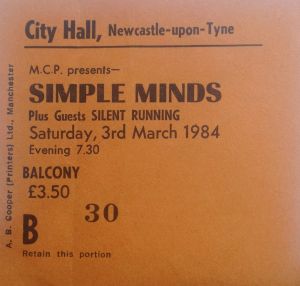 City Hall, Newcastle-upon-Tyne
M.C.P. presents—
SIMPLE MINDS
Plus Guests SILENT RUNNING
Saturday, 3rd March 1984
Evening 7.30
BALCONY
£3.50
30
B
Retain this portion
A. B. Cooper (Printers) Ltd., Manchester